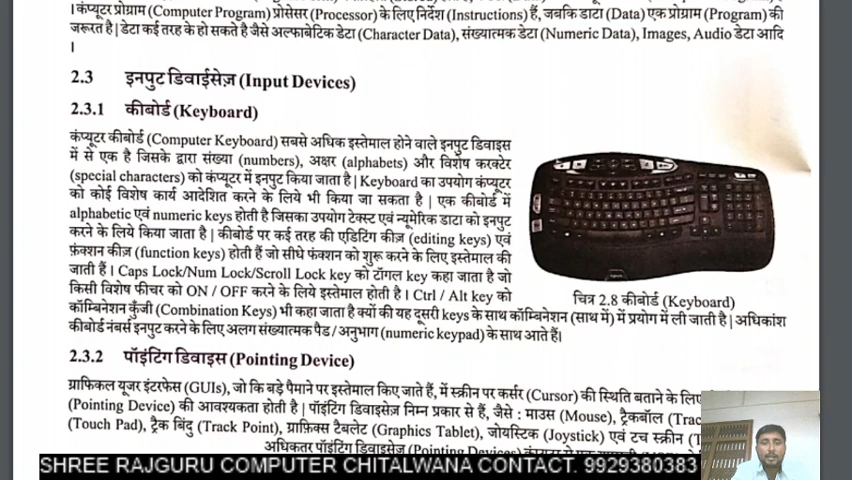 । कंप्यूटर प्रोग्राम (Computer Program) प्रोसेसर (Processor) के लिए निर्देश (Instructions) हैं, जबकि डाटा (Data) एक प्रोग्राम (Program) की
जरूरत है | डेटा कई तरह के हो सकते है जैसे अल्फाबेटिक डेटा (Character Data), संख्यात्मक डेटा (Numeric Data), Images, Audio डेटा आदि
।
2.3 इनपुट डिवाईसेज़ (Input Devices)
2.3.1 कीबोर्ड (Keyboard)
कंप्यूटर कीबोर्ड (Computer Keyboard) सबसे अधिक इस्तेमाल होने वाले इनपुट डिवाइस
में से एक है जिसके द्वारा संख्या (numbers), अक्षर (alphabets) और विशेष करक्टेर
(special characters) को कंप्यूटर में इनपुट किया जाता है | Keyboard का उपयोग कंप्यूटर
को कोई विशेष कार्य आदेशित करने के लिये भी किया जा सकता है | एक कीबोर्ड में
alphabetic एवं numeric keys होती है जिसका उपयोग टेक्स्ट एवं न्यूमेरिक डाटा को इनपुट
करने के लिये किया जाता है | कीबोर्ड पर कई तरह की एडिटिंग कीज़ (editing keys) एवं
फ़ंक्शन कीज़ (function keys) होती हैं जो सीधे फंक्शन को शुरू करने के लिए इस्तेमाल की
जाती हैं । Caps Lock/Num Lock/Scroll Lock key को टॉगल key कहा जाता है जो
किसी विशेष फीचर को ON / OFF करने के लिये इस्तेमाल होती है । Ctrl / Alt key को
कॉम्बिनेशन कुँजी (Combination Keys) भी कहा जाता है क्यों की यह दूसरी keys के साथ कॉम्बिनेशन (साथ में) में प्रयोग में ली जाती है | अधिकांश
कीबोर्ड नंबर्स इनपुट करने के लिए अलग संख्यात्मक पैड / अनुभाग (numeric keypad) के साथ आते हैं।
चित्र 2.8 कीबोर्ड (Keyboard)
2.3.2 पॉइंटिंग डिवाइस (Pointing Device)
ग्राफिकल यूजर इंटरफेस (GUIs), जो कि बड़े पैमाने पर इस्तेमाल किए जाते हैं, में स्क्रीन पर कर्सर (Cursor) की स्थिति बताने के लिए
(Pointing Device) की आवश्यकता होती है | पॉइंटिंग डिवाइसेज़ निम्न प्रकार से हैं, जैसे : माउस (Mouse), ट्रैकबॉल
(Touch Pad), ट्रैक बिंदु (Track Point), ग्राफ़िक्स टैबलेट (Graphics Tablet), जोयस्टिक (Joystick) एवं टच स्क्रीन
अधिकतर पॉइंटिंग डिवाइसेज़
SHREE RAJGURU COMPUTER CHITALWANA CONTACT. 9929380383